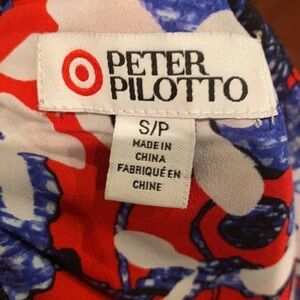 PETER
PILOTTO
S/P
MADE IN
CHINA
FABRIQUÉ EN
CHINE